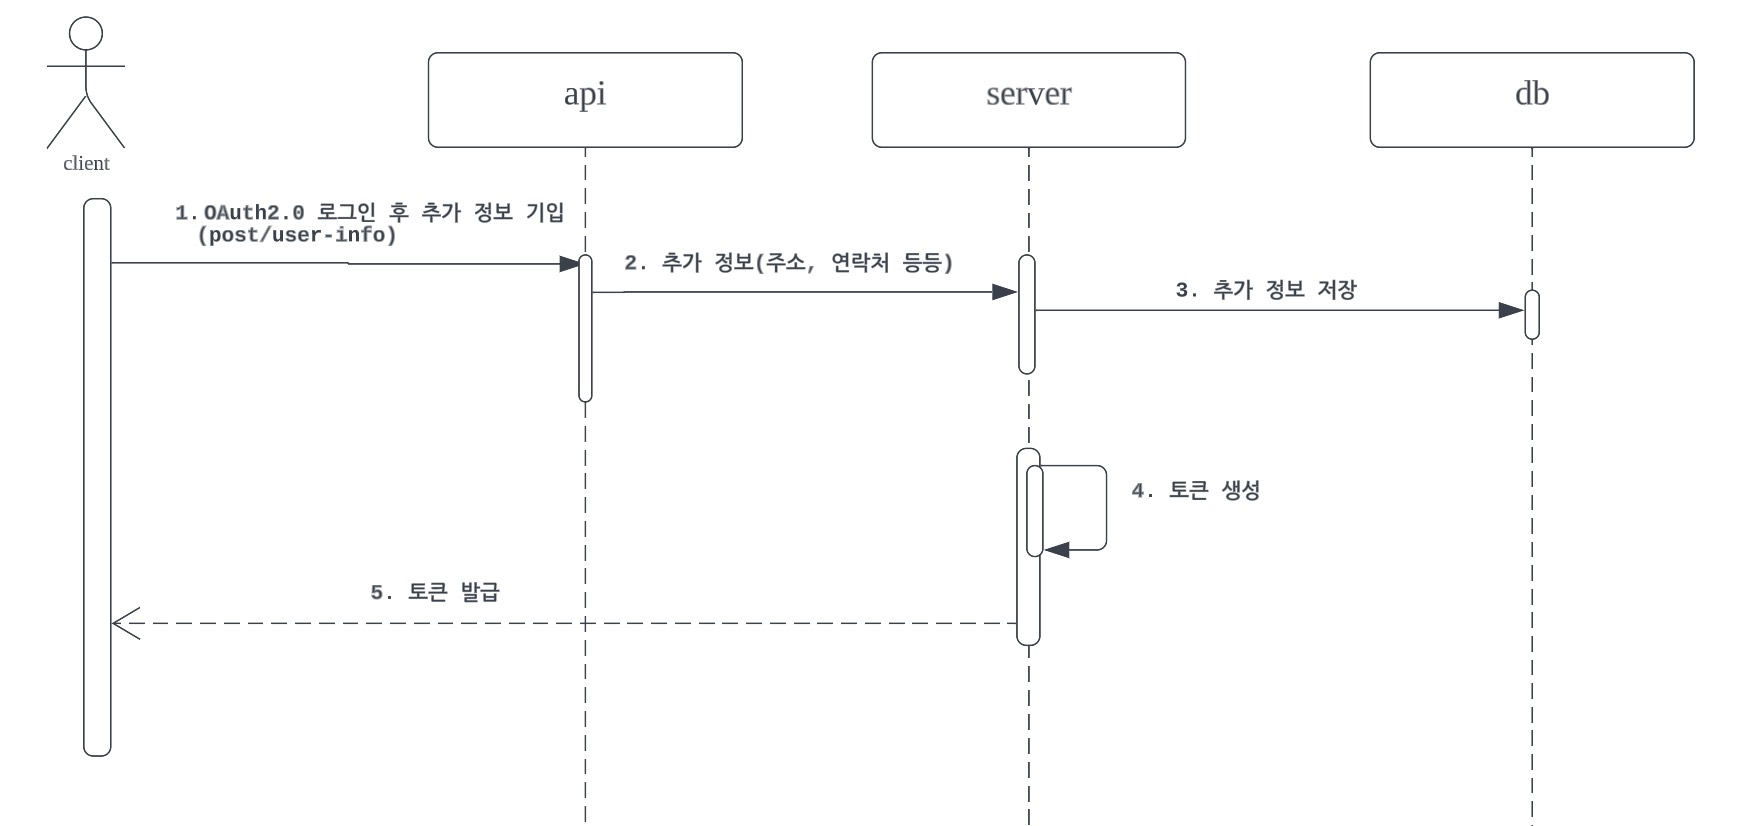 api
server
db
client
1.OAuth2.0 로그인 후 추가 정보 기입
(post/user-info)
2. 추가 정보(주소, 연락처 등등)
3. 추가 정보 저장
4. 토큰 생성
5. 토큰 발급